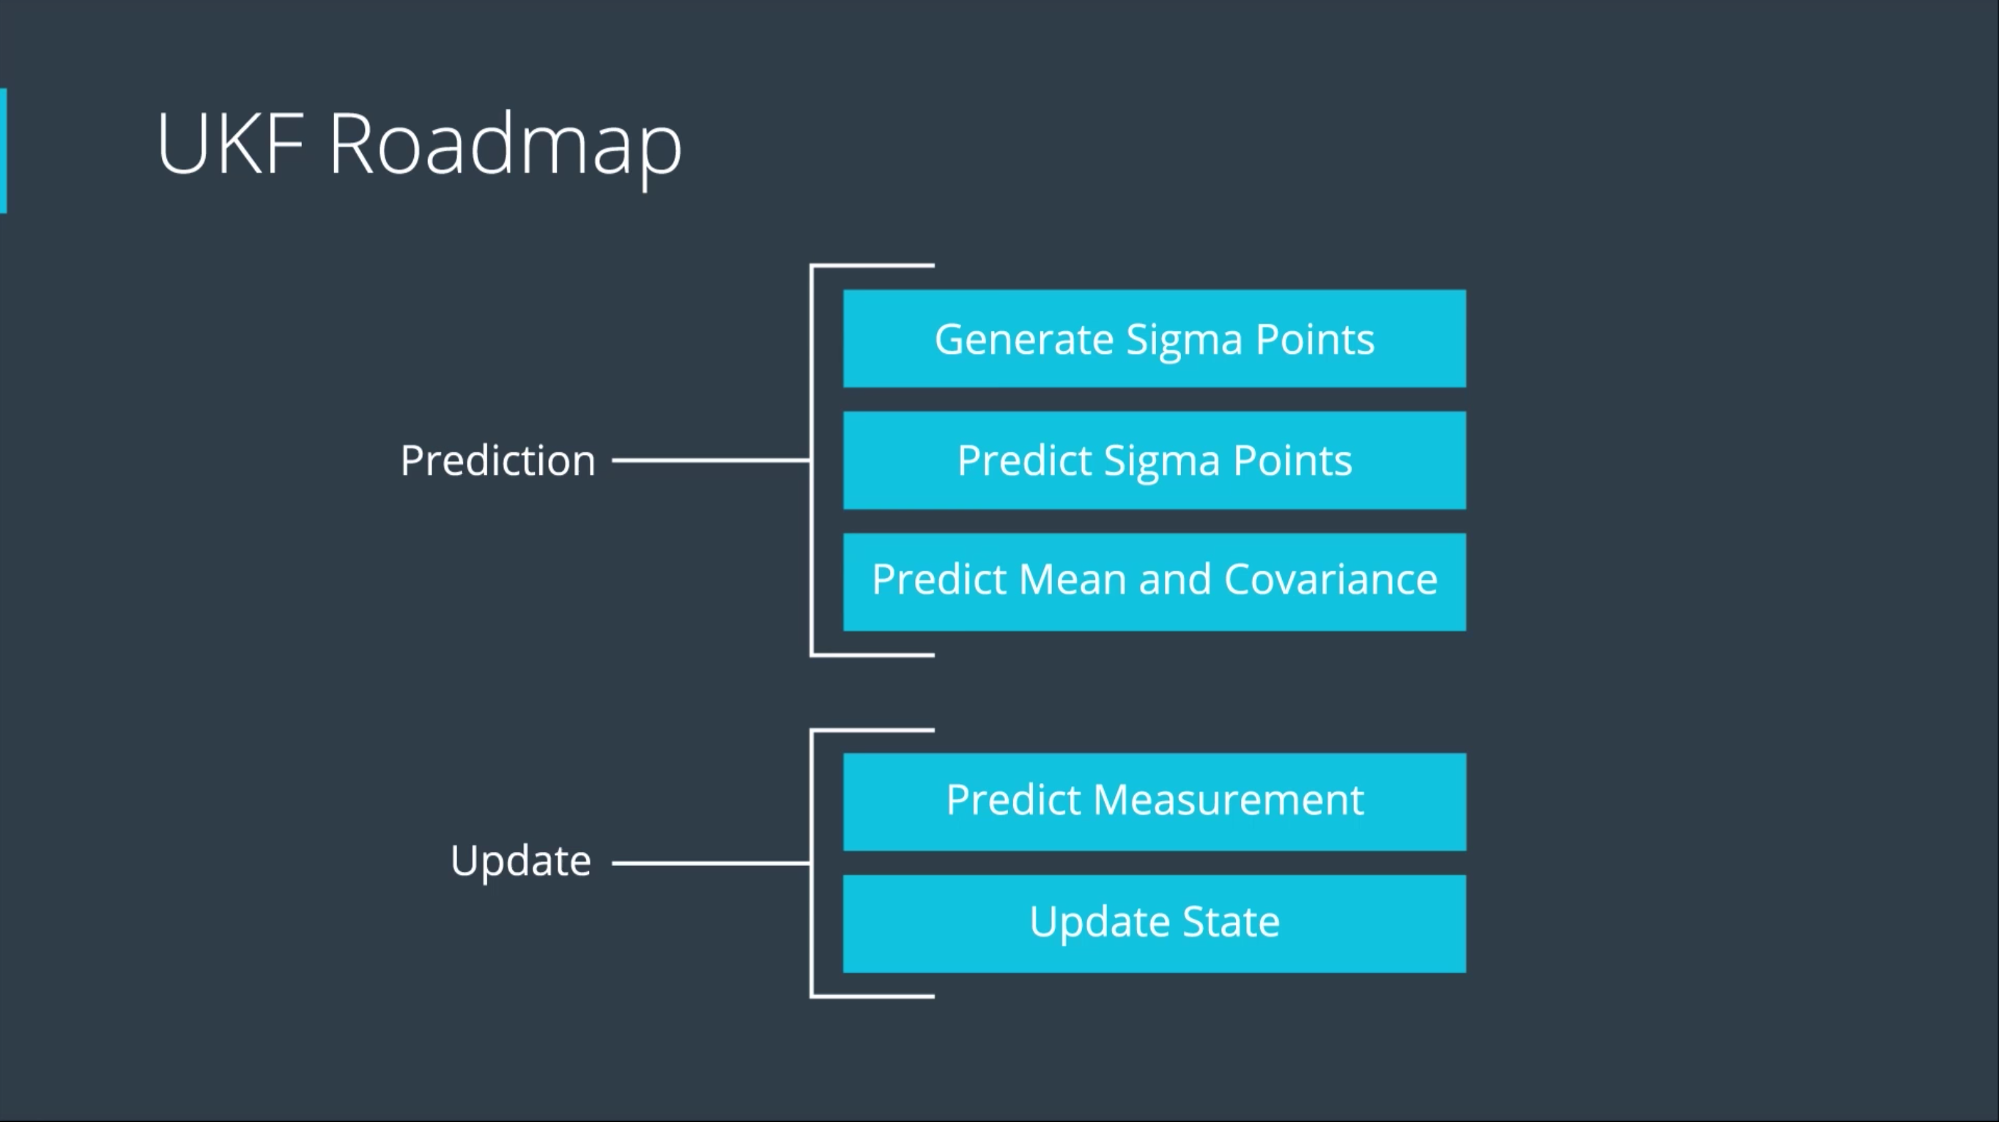 UKF Roadmap
Prediction
Generate Sigma Points
Predict Sigma Points
Predict Mean and Covariance
Update
Predict Measurement
Update State